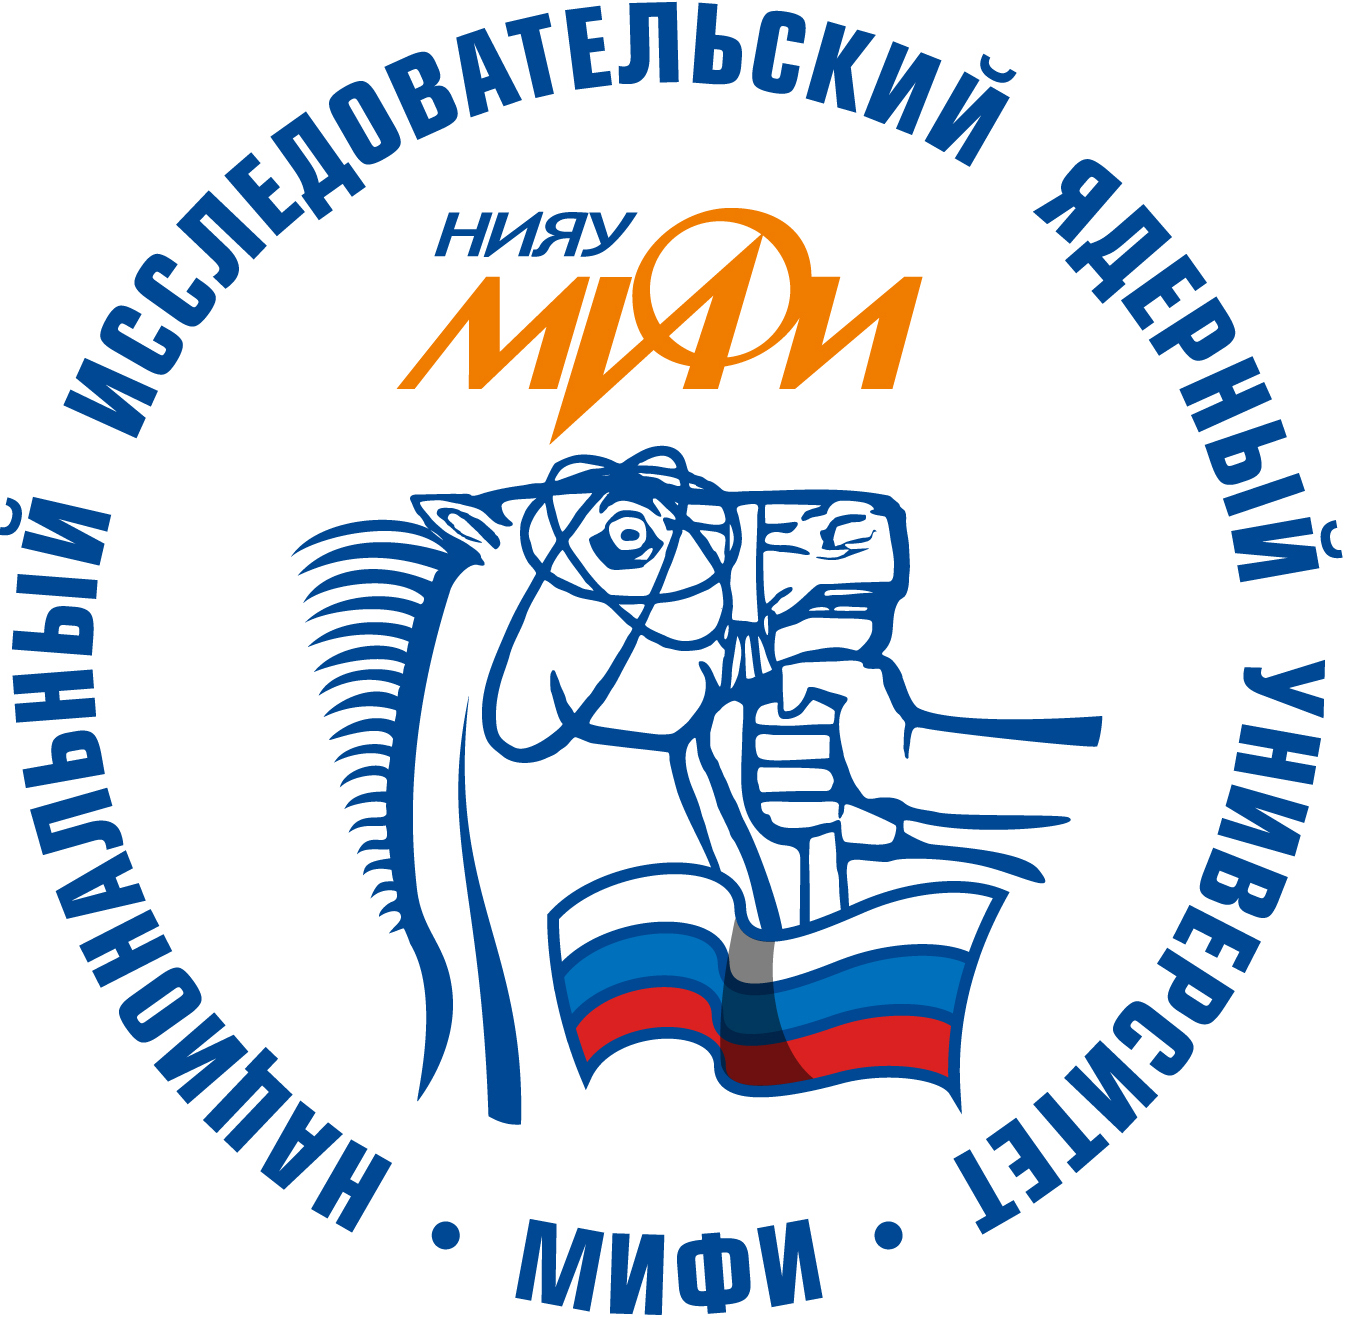 НАЦИОНАЛЬНЫЙ ИССЛЕДОВАТЕЛЬСКИЙ ЯДЕРНЫЙ УНИВЕРСИТЕТ
• МИФИ •
НИЯУ
МИФИ